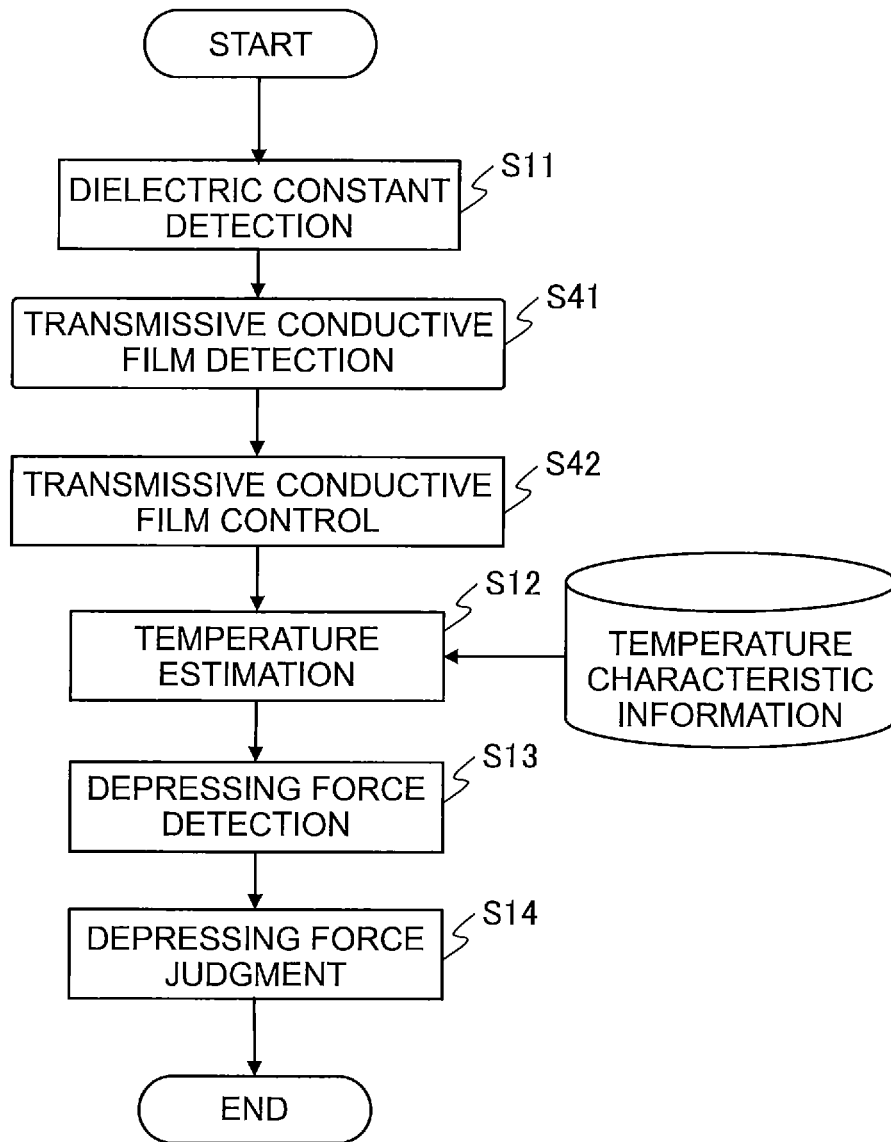 START
S11
DIELECTRIC CONSTANT
DETECTION
S41
TRANSMISSIVE CONDUCTIVE
FILM DETECTION
S42
TRANSMISSIVE CONDUCTIVE
FILM CONTROL
S12
TEMPERATURE
ESTIMATION
TEMPERATURE
CHARACTERISTIC
INFORMATION
S13
DEPRESSING FORCE
DETECTION
S14
DEPRESSING FORCE
JUDGMENT
END